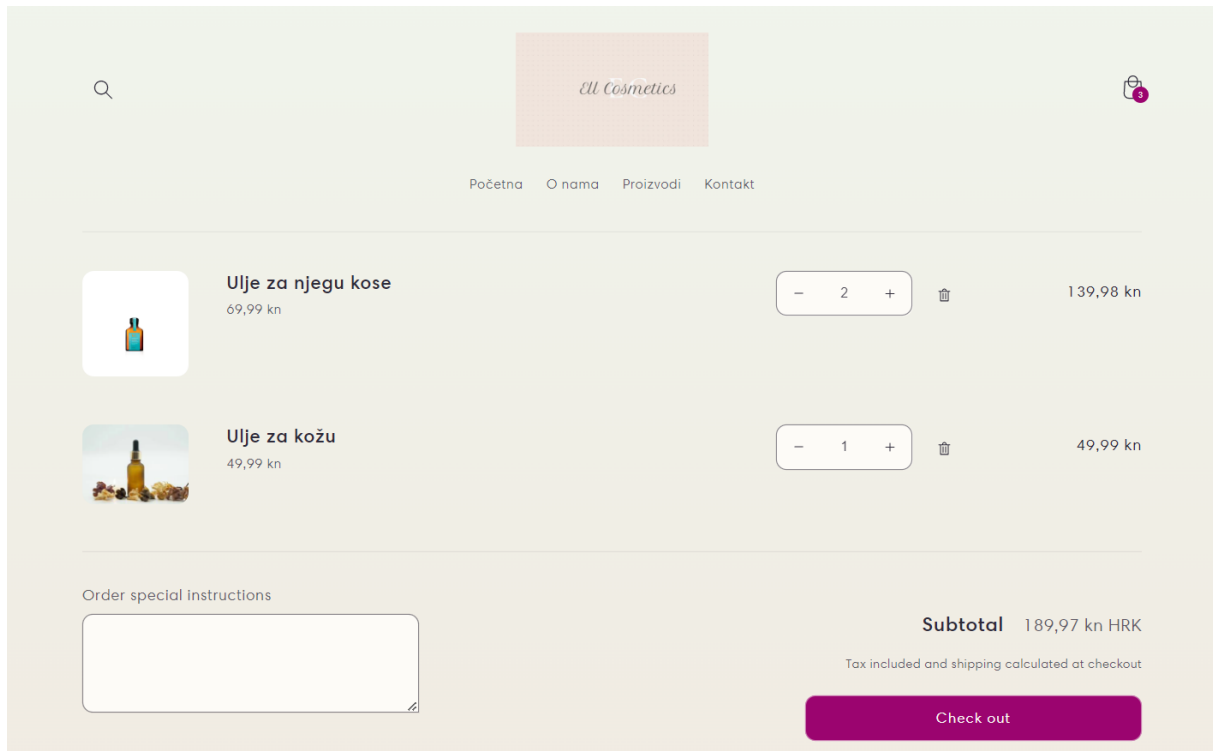 Ell Cosmetics
3
Početna O nama Proizvodi Kontakt
Ulje za njegu kose
69,99 kn
− 2 +
139,98 kn
Ulje za kožu
49,99 kn
− 1 +
49,99 kn
Order special instructions
Subtotal 189,97 kn HRK
Tax included and shipping calculated at checkout
Check out